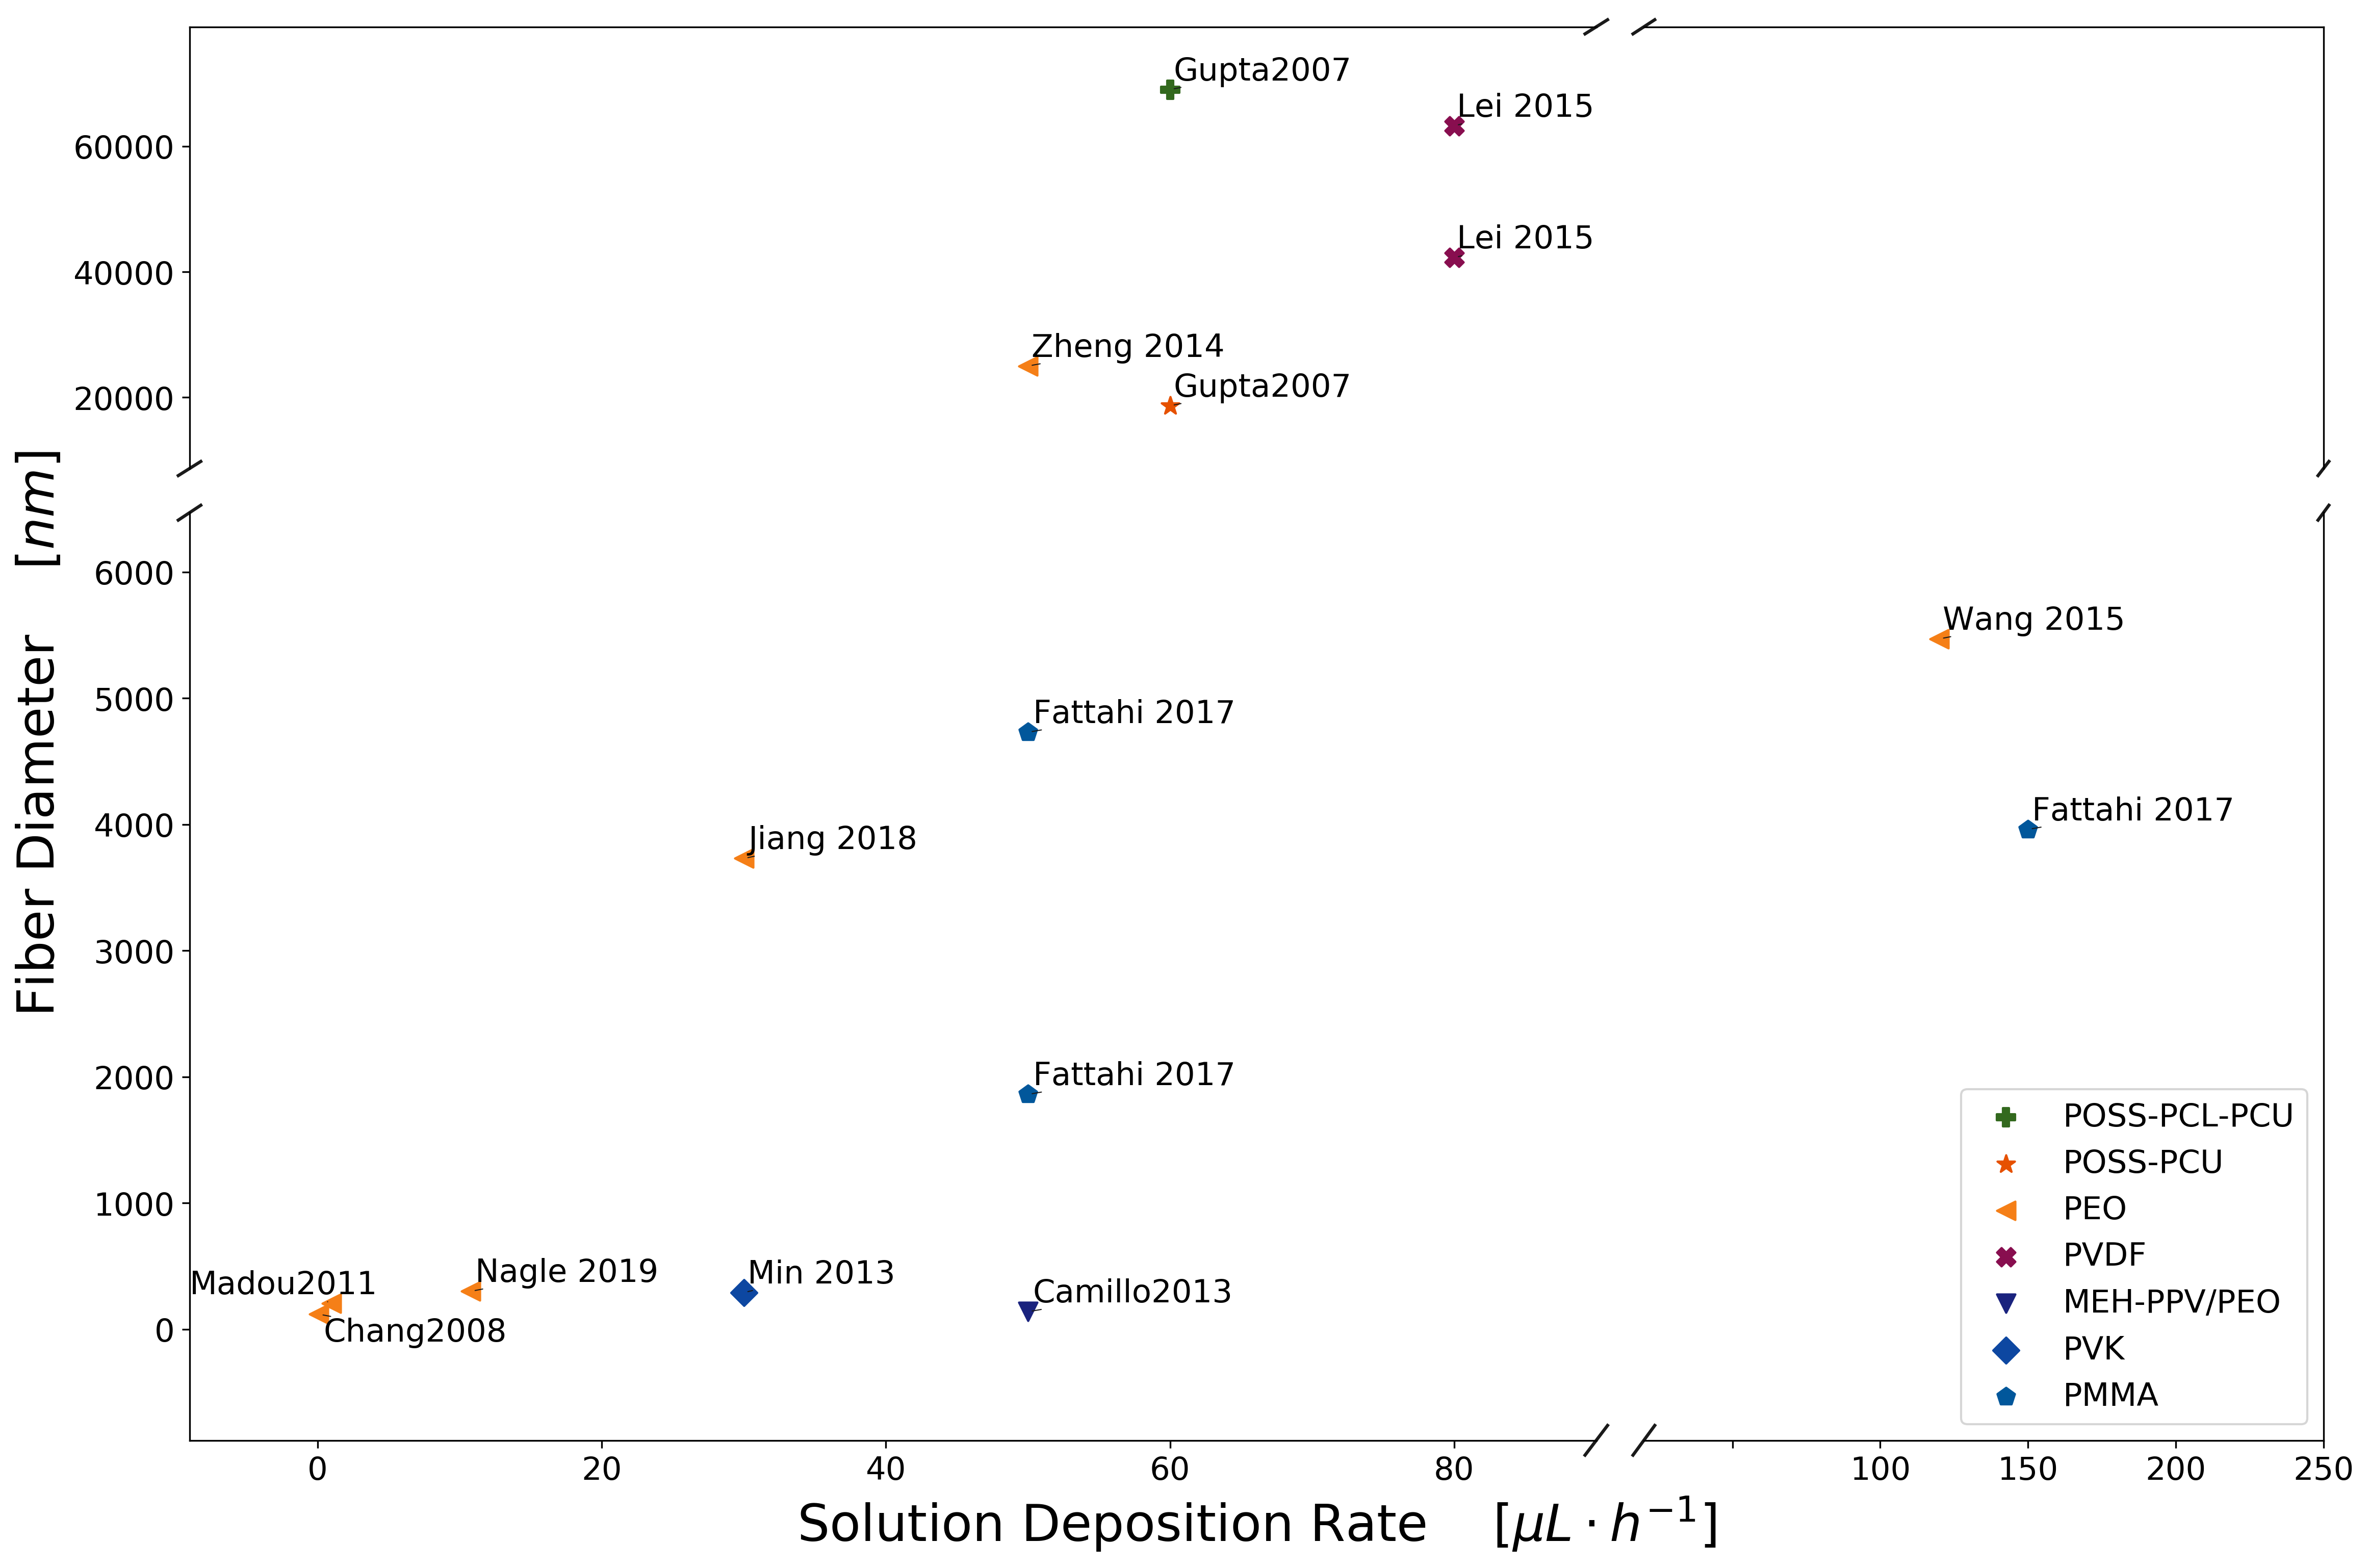 Gupta2007
Lei 2015
60000
Lei 2015
40000
Zheng 2014
Gupta2007
20000
Fiber Diameter [nm]
6000
Wang 2015
5000
Fattahi 2017
Fattahi 2017
4000
Jiang 2018
3000
2000
Fattahi 2017
1000
Nagle 2019
Min 2013
Madou2011
Camillo2013
0
Chang2008
POSS-PCL-PCU
POSS-PCU
PEO
PVDF
MEH-PPV/PEO
PVK
PMMA
0 20 40 60 80 100 150 200 250
Solution Deposition Rate [μL · h⁻¹]